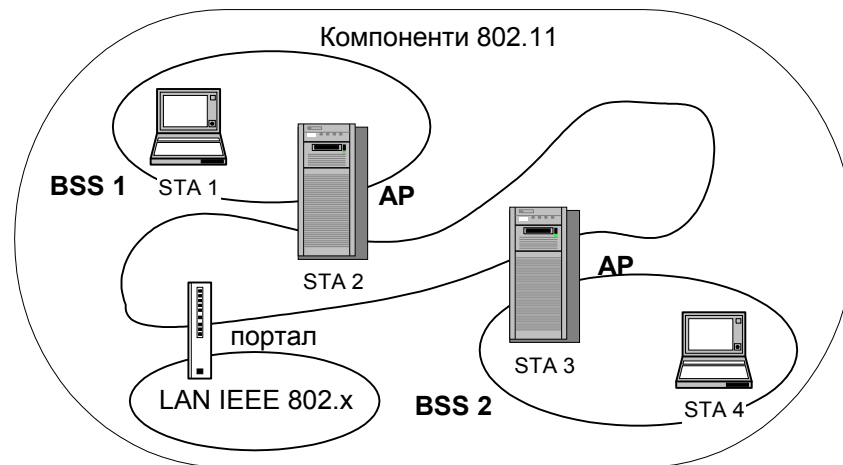 Компоненти 802.11
BSS 1
STA 1
AP
STA 2
AP
портал
STA 3
LAN IEEE 802.x
BSS 2
STA 4